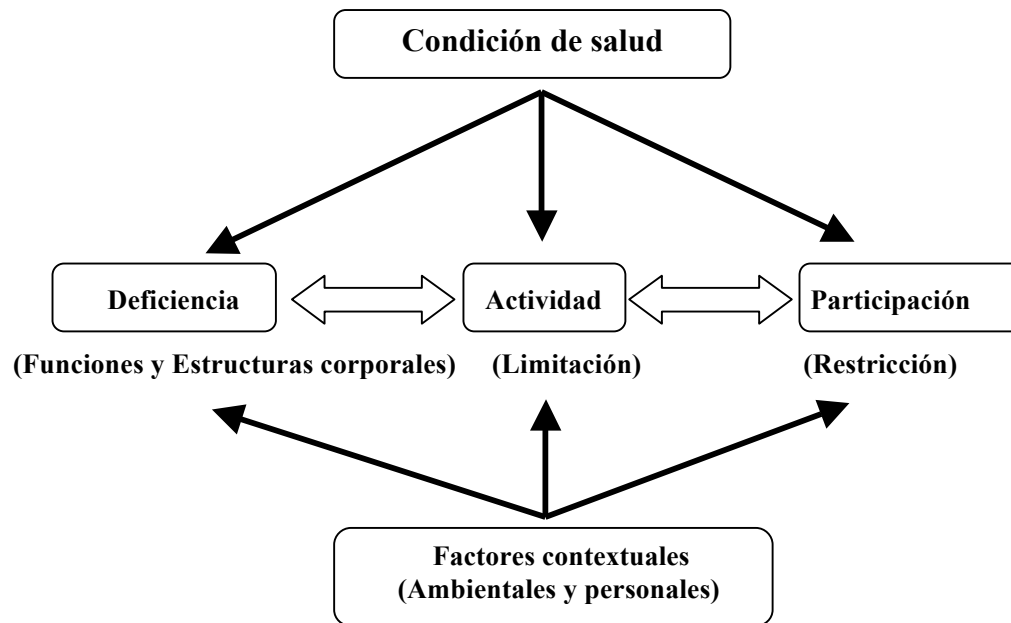 Condición de salud
Deficiencia
Actividad
Participación
(Funciones y Estructuras corporales)
(Limitación)
(Restricción)
Factores contextuales
(Ambientales y personales)